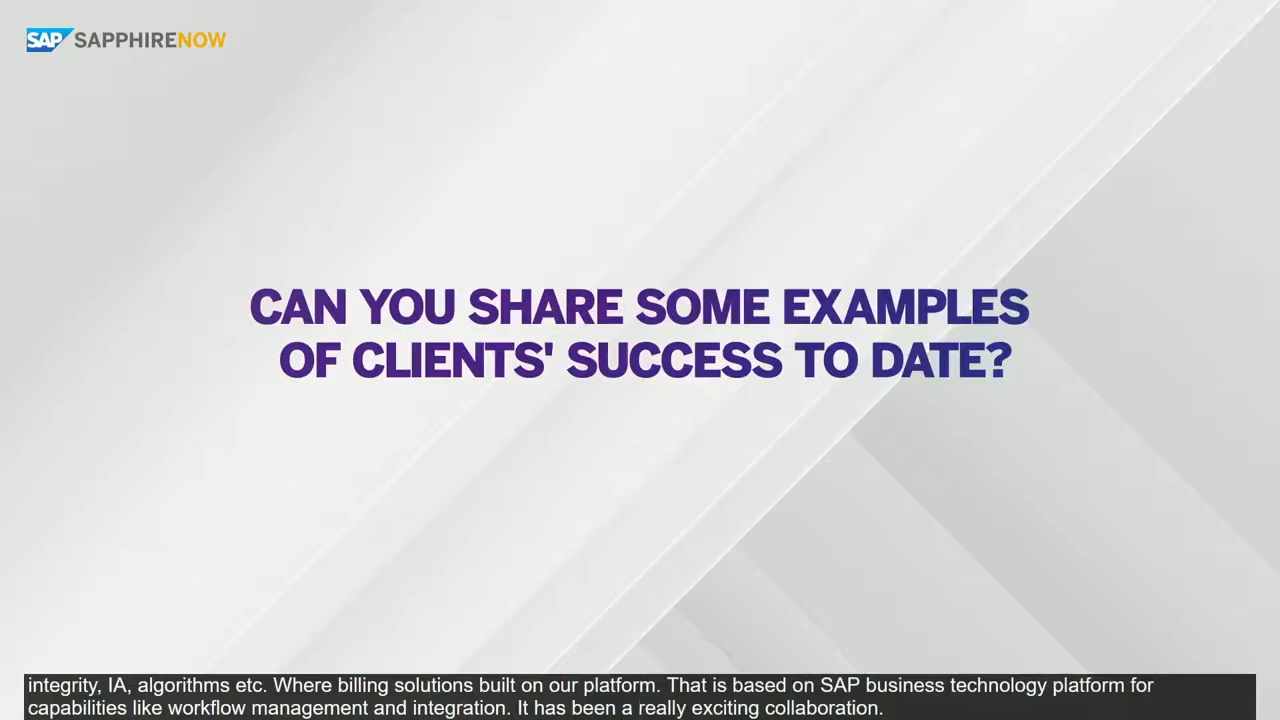 SAP SAPPHIRENOW
CAN YOU SHARE SOME EXAMPLES
OF CLIENTS' SUCCESS TO DATE?
integrity, IA, algorithms etc. Where billing solutions built on our platform. That is based on SAP business technology platform for
capabilities like workflow management and integration. It has been a really exciting collaboration.